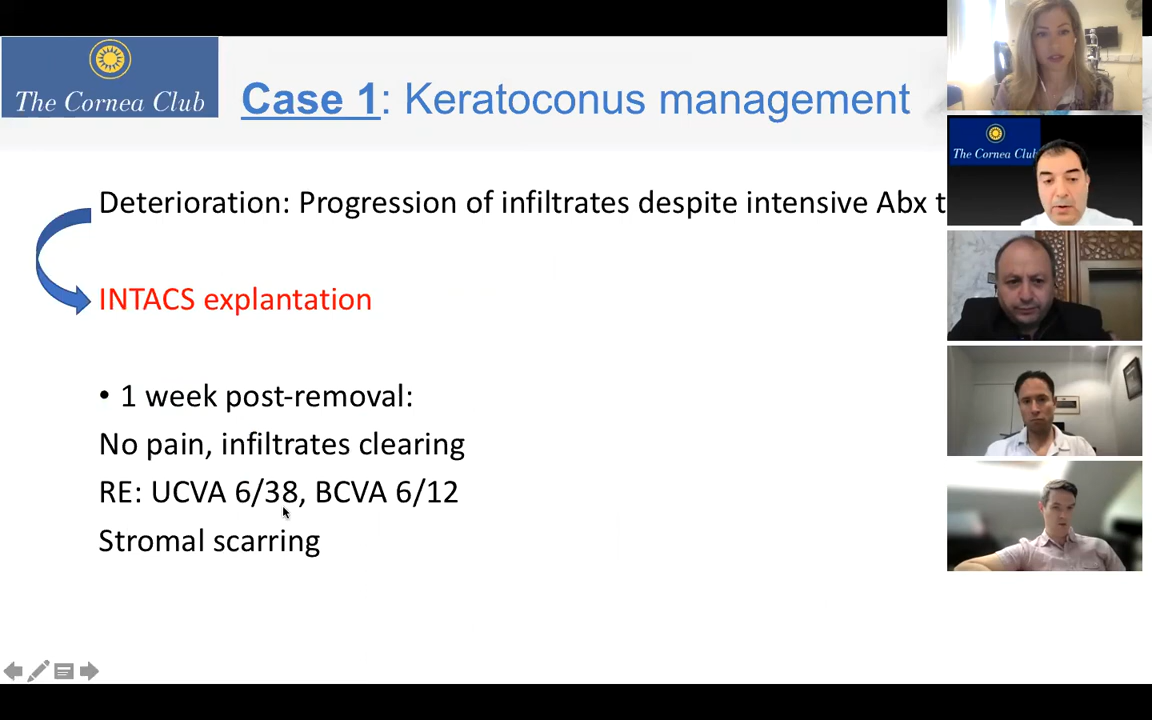 The Cornea Club
Case 1: Keratoconus management
The Cornea Club
Deterioration: Progression of infiltrates despite intensive Abx t
INTACS explantation
• 1 week post-removal:
No pain, infiltrates clearing
RE: UCVA 6/38, BCVA 6/12
Stromal scarring